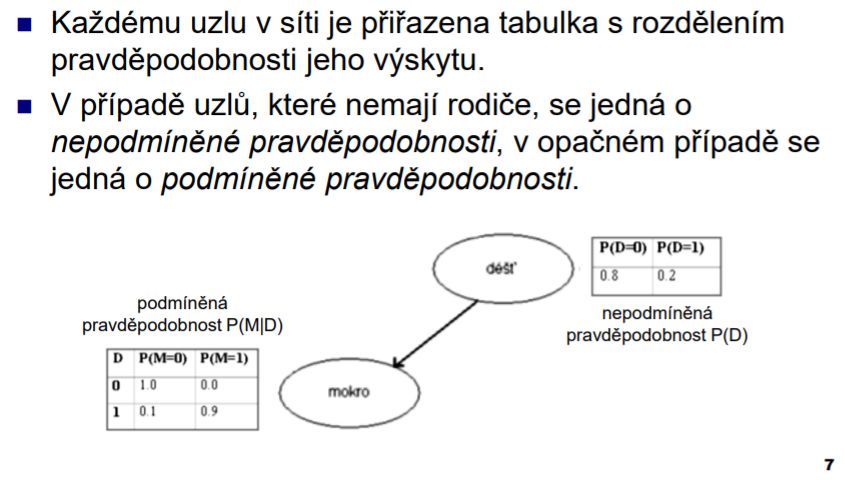 Každému uzlu v síti je přiřazena tabulka s rozdělením
pravděpodobnosti jeho výskytu.
V případě uzlů, které nemají rodiče, se jedná o
nepodmíněné pravděpodobnosti, v opačném případě se
jedná o podmíněné pravděpodobnosti.
déšť
P(D=0) P(D=1)
0.8 0.2
nepodmíněná
pravděpodobnost P(D)
podmíněná
pravděpodobnost P(M|D)
D P(M=0) P(M=1)
0 1.0 0.0
1 0.1 0.9
mokro
7